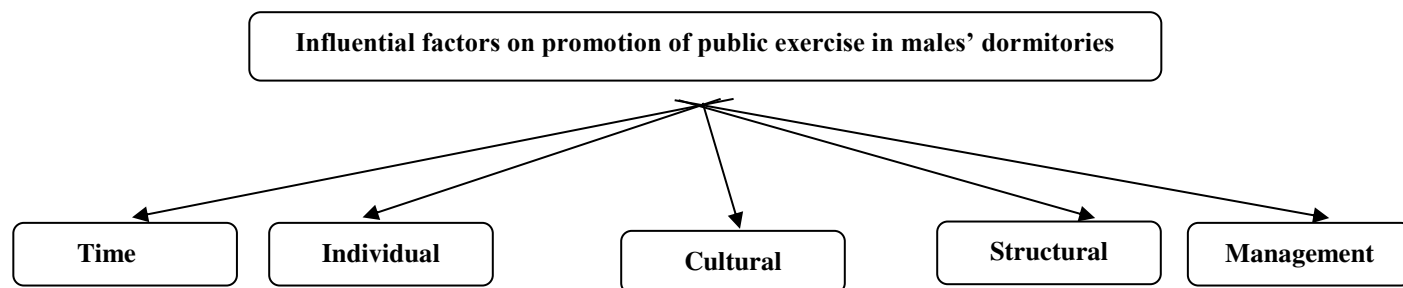 Influential factors on promotion of public exercise in males’ dormitories
Time
Individual
Cultural
Structural
Management